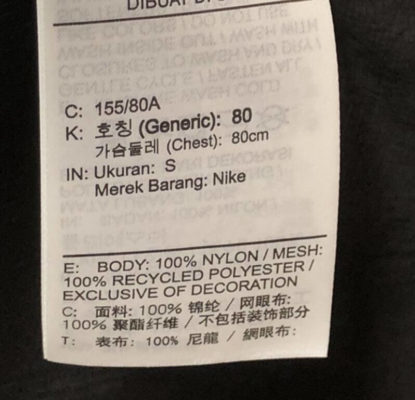 DIBUAT DI
C: 155/80A
K: 호칭 (Generic): 80
가슴둘레 (Chest): 80cm
IN: Ukuran: S
Merek Barang: Nike
E: BODY: 100% NYLON / MESH:
100% RECYCLED POLYESTER /
EXCLUSIVE OF DECORATION
C: 面料: 100% 锦纶 / 网眼布:
100% 聚酯纤维 / 不包括装饰部分
T: 表布: 100% 尼龍 / 網眼布: